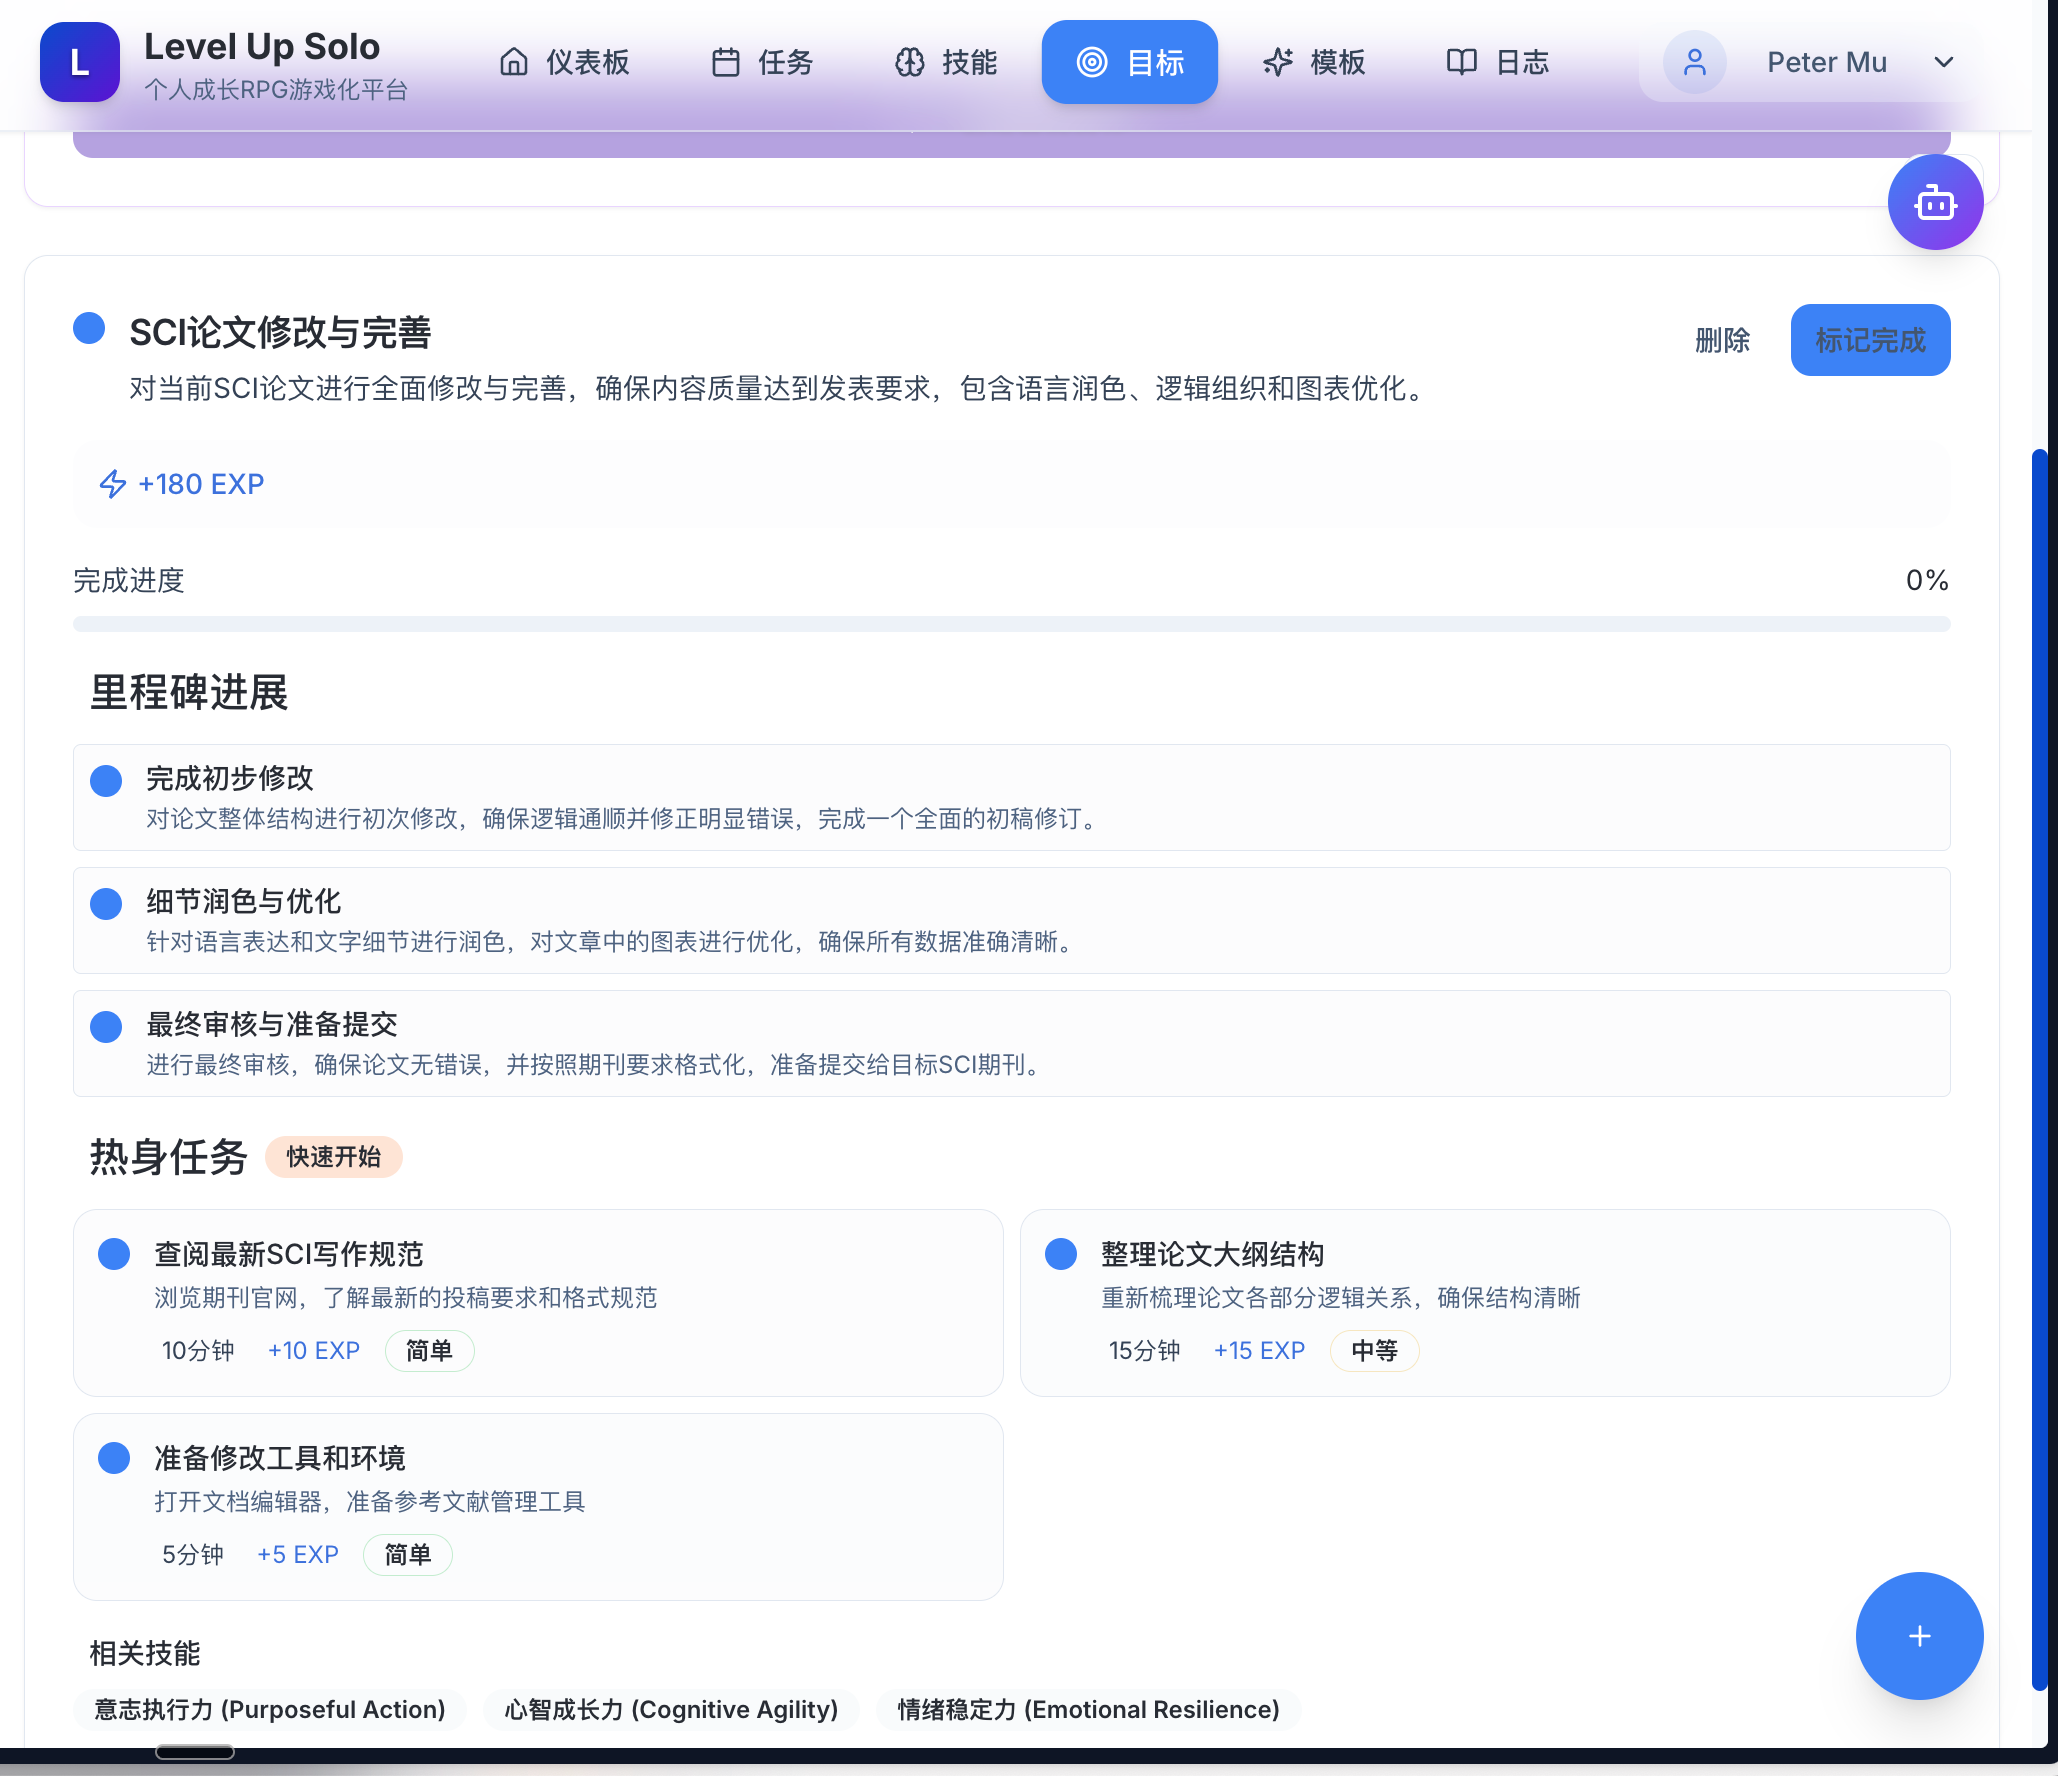 L
Level Up Solo
个人成长RPG游戏化平台
仪表板
任务
技能
目标
模板
日志
Peter Mu
SCI论文修改与完善
删除
标记完成
对当前SCI论文进行全面修改与完善，确保内容质量达到发表要求，包含语言润色、逻辑组织和图表优化。
+180 EXP
完成进度
0%
里程碑进展
完成初步修改
对论文整体结构进行初次修改，确保逻辑通顺并修正明显错误，完成一个全面的初稿修订。
细节润色与优化
针对语言表达和文字细节进行润色，对文章中的图表进行优化，确保所有数据准确清晰。
最终审核与准备提交
进行最终审核，确保论文无错误，并按照期刊要求格式化，准备提交给目标SCI期刊。
热身任务
快速开始
查阅最新SCI写作规范
浏览期刊官网，了解最新的投稿要求和格式规范
10分钟
+10 EXP
简单
整理论文大纲结构
重新梳理论文各部分逻辑关系，确保结构清晰
15分钟
+15 EXP
中等
准备修改工具和环境
打开文档编辑器，准备参考文献管理工具
5分钟
+5 EXP
简单
相关技能
意志执行力 (Purposeful Action)
心智成长力 (Cognitive Agility)
情绪稳定力 (Emotional Resilience)